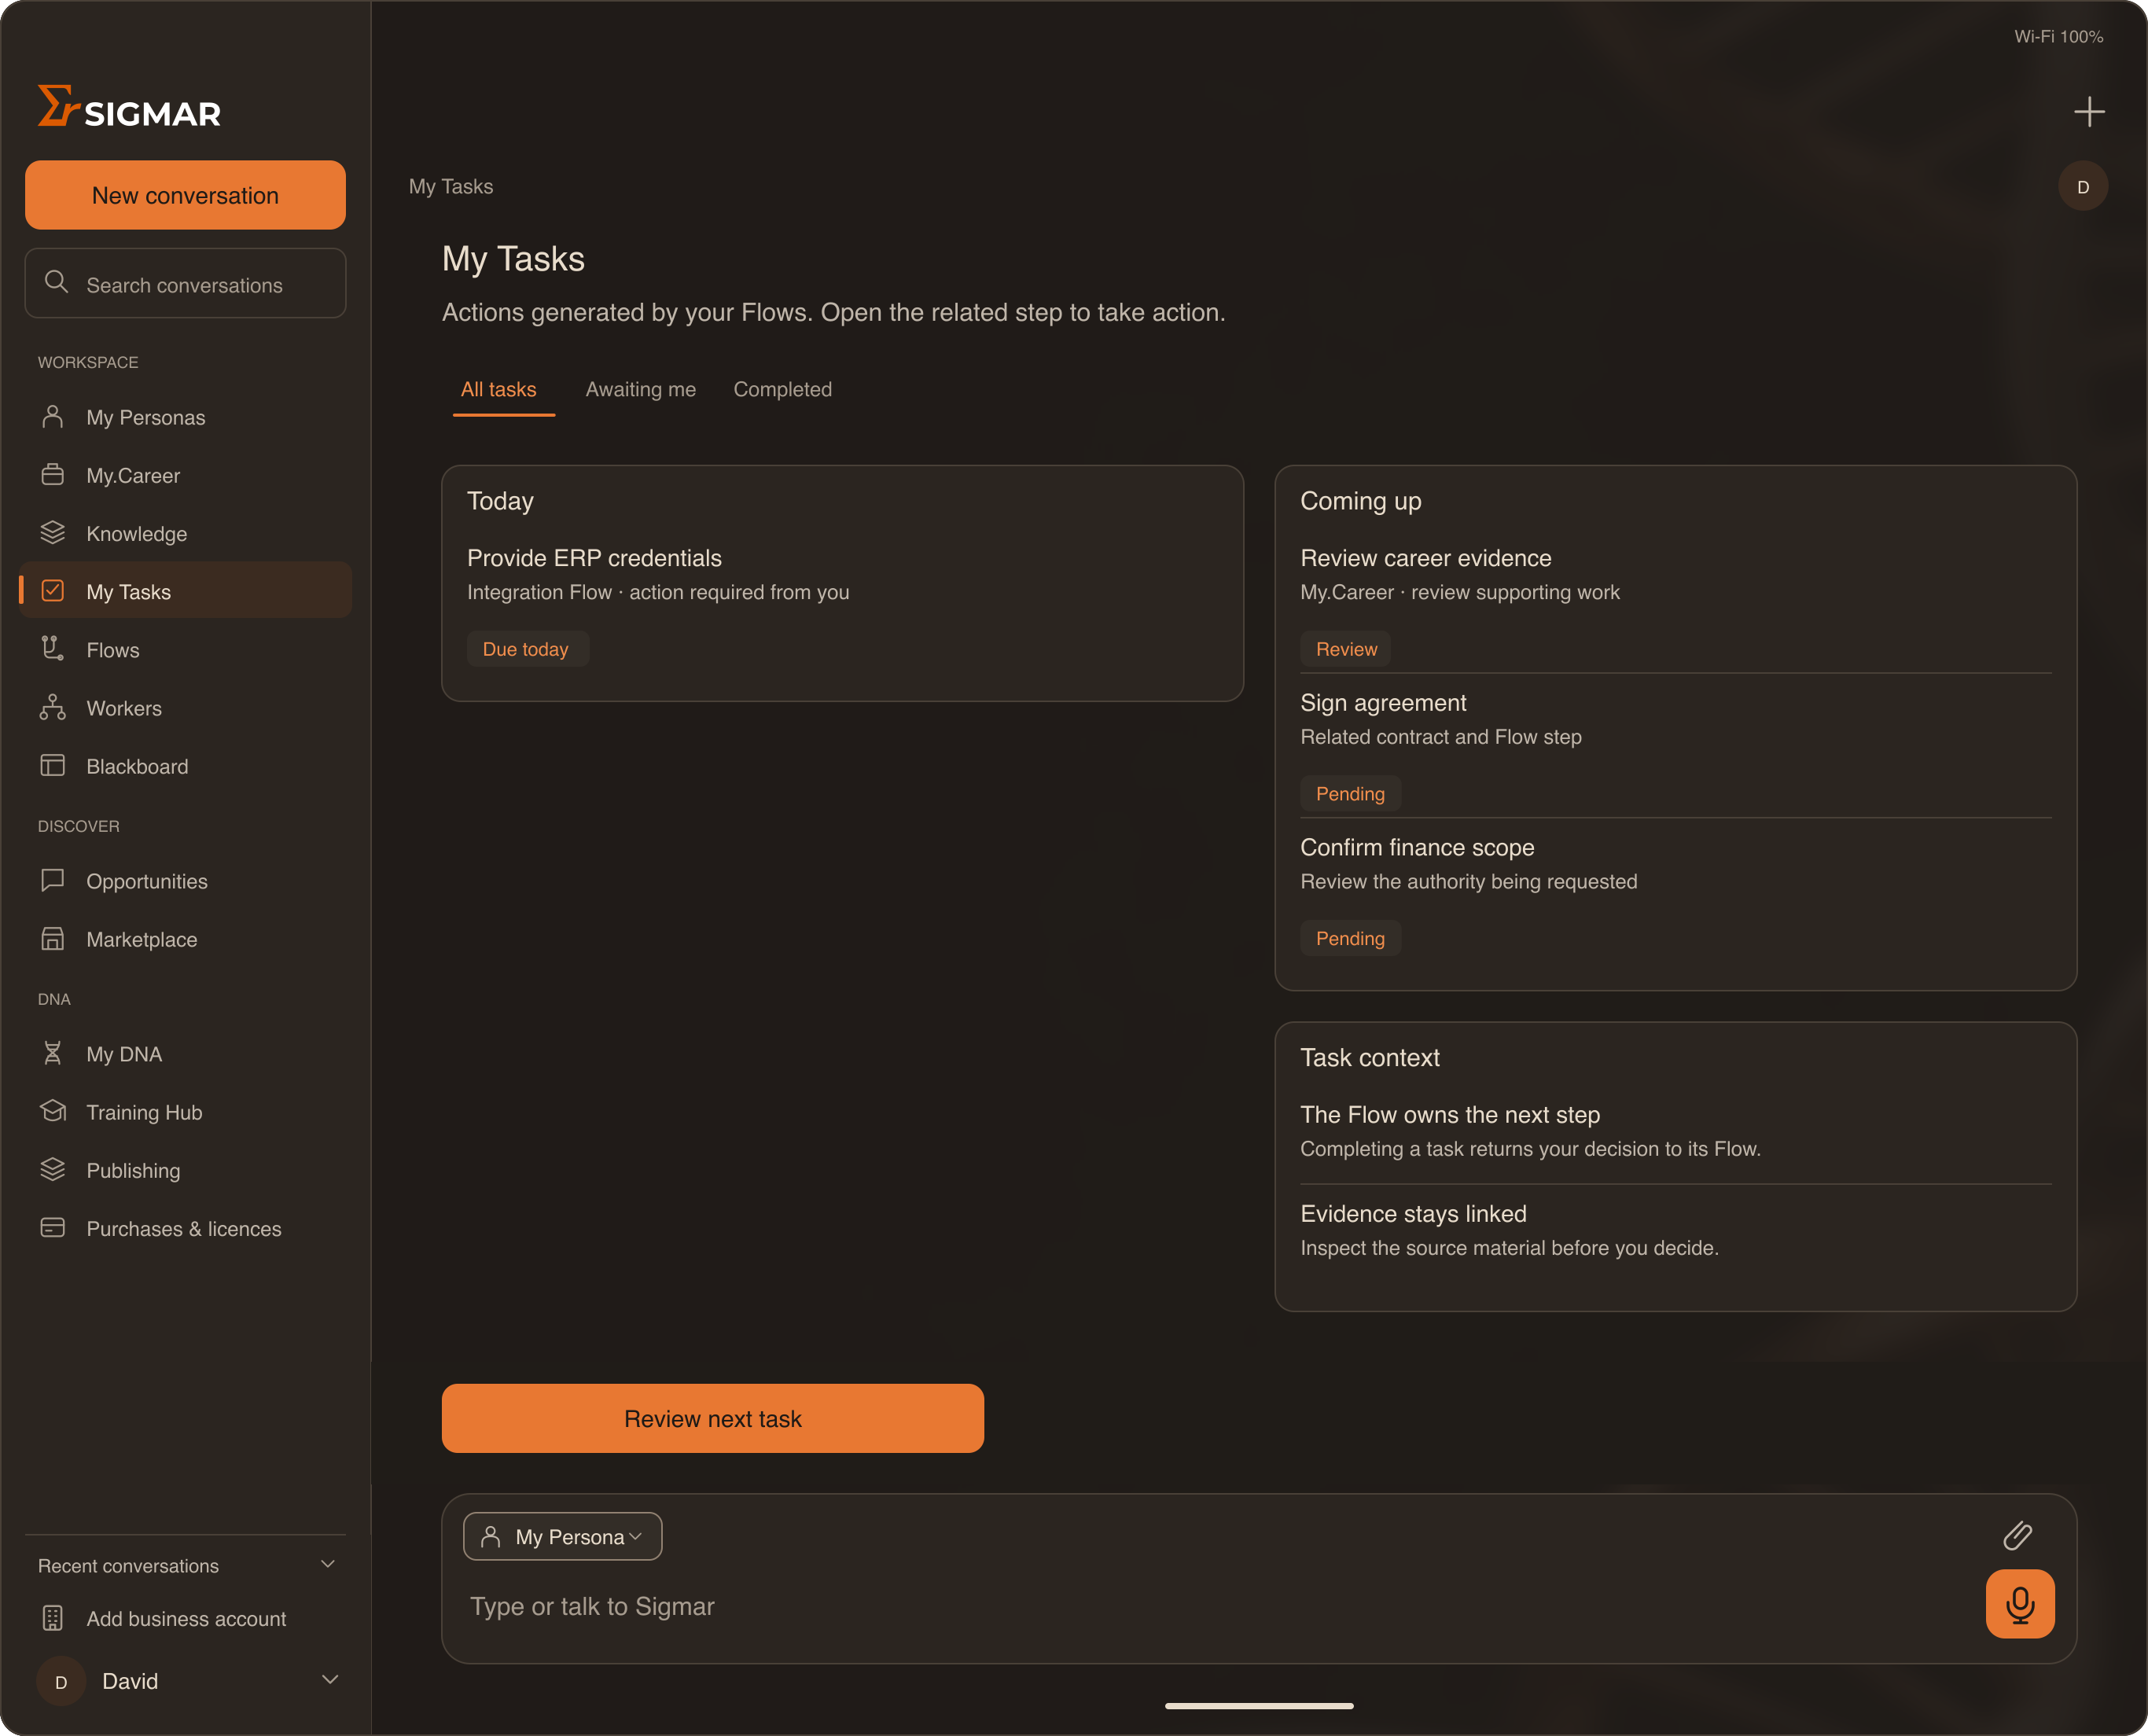 Wi-Fi 100%
Σr SIGMAR
New conversation
Search conversations
WORKSPACE
My Personas
My.Career
Knowledge
My Tasks
Flows
Workers
Blackboard
DISCOVER
Opportunities
Marketplace
DNA
My DNA
Training Hub
Publishing
Purchases & licences
Recent conversations
Add business account
D
David
My Tasks
D
My Tasks
Actions generated by your Flows. Open the related step to take action.
All tasks
Awaiting me
Completed
Today
Provide ERP credentials
Integration Flow · action required from you
Due today
Coming up
Review career evidence
My.Career · review supporting work
Review
Sign agreement
Related contract and Flow step
Pending
Confirm finance scope
Review the authority being requested
Pending
Task context
The Flow owns the next step
Completing a task returns your decision to its Flow.
Evidence stays linked
Inspect the source material before you decide.
Review next task
My Persona
Type or talk to Sigmar